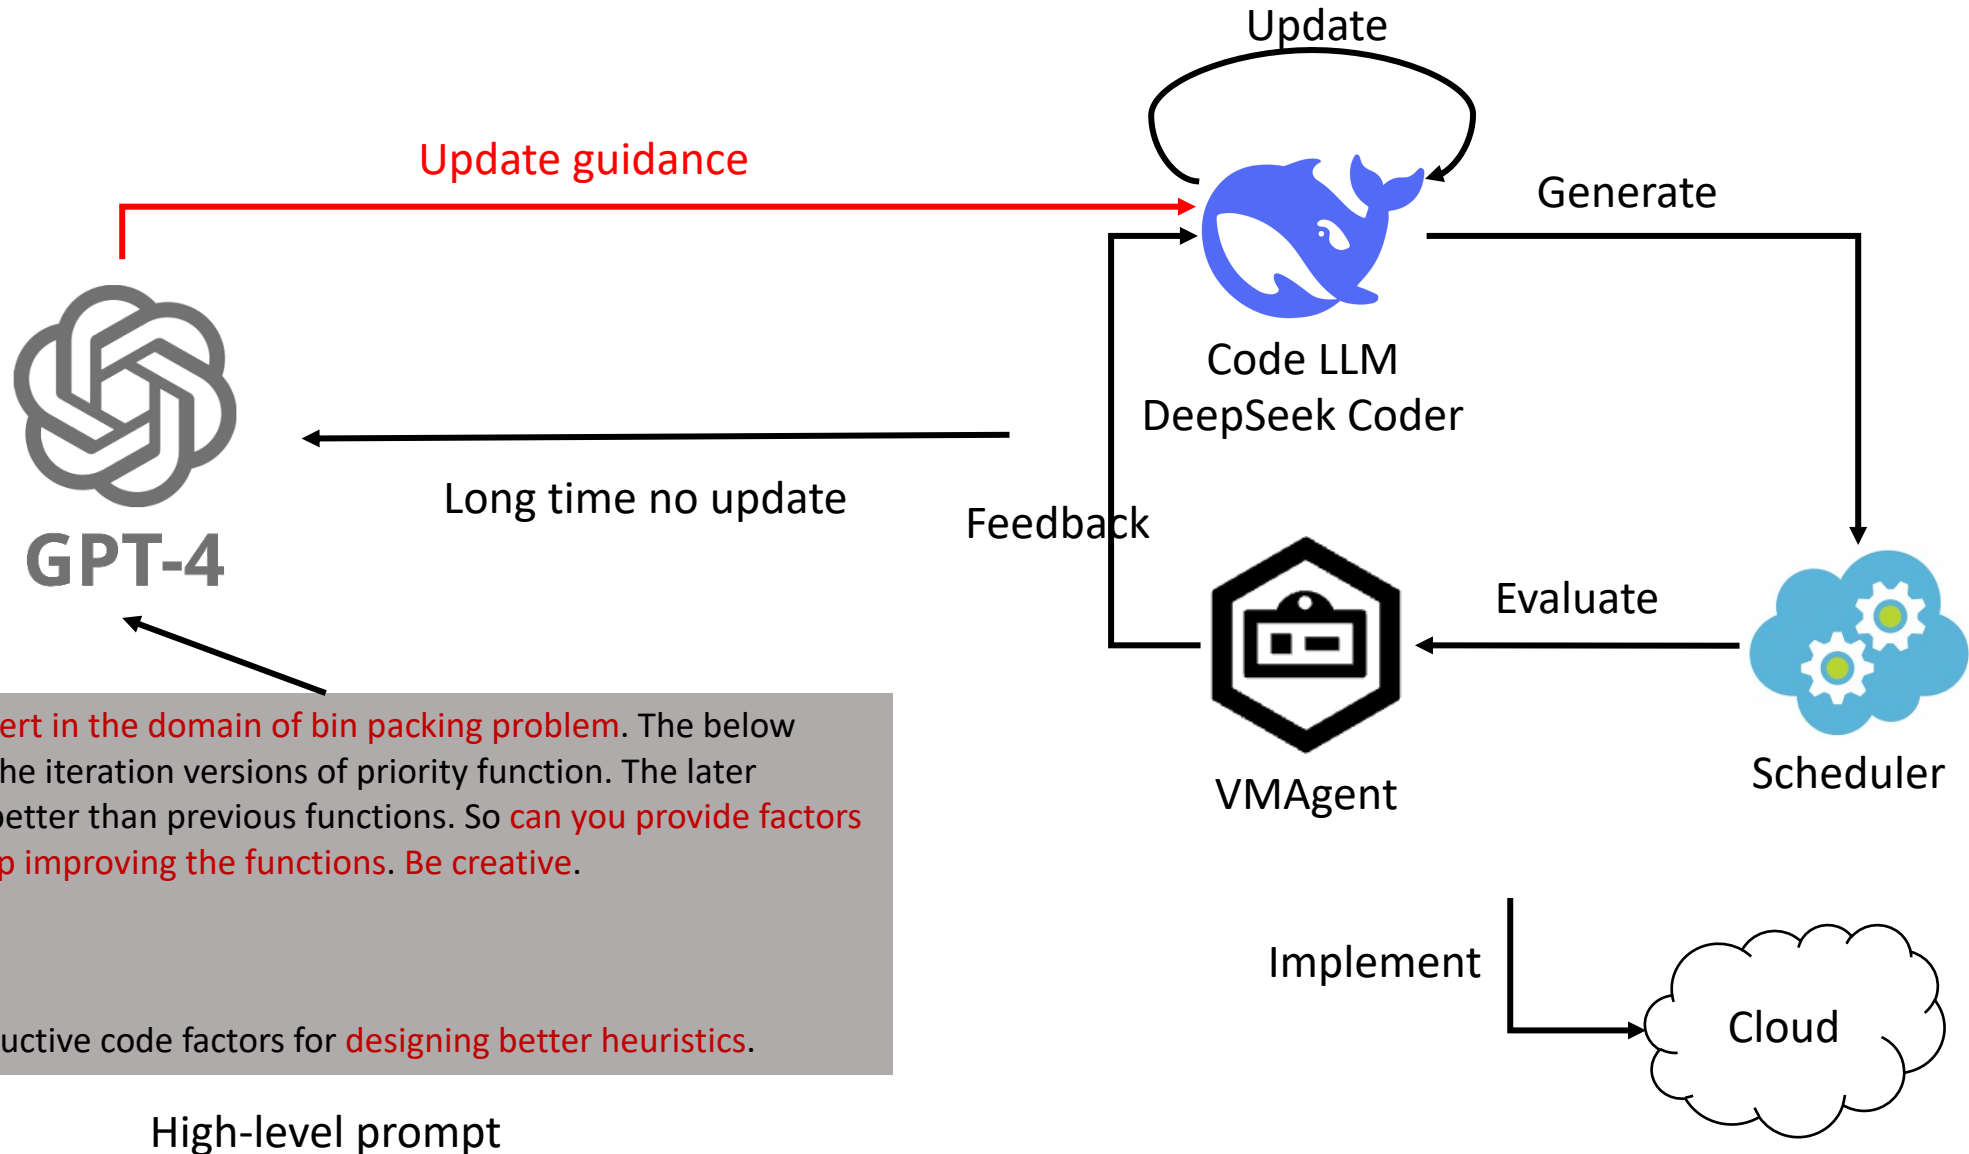 Update
Update guidance
Generate
Code LLM
DeepSeek Coder
Long time no update
Feedback
GPT-4
Evaluate
VMAgent
Scheduler
ert in the domain of bin packing problem. The below
he iteration versions of priority function. The later
better than previous functions. So can you provide factors
p improving the functions. Be creative.
uctive code factors for designing better heuristics.
Implement
Cloud
High-level prompt